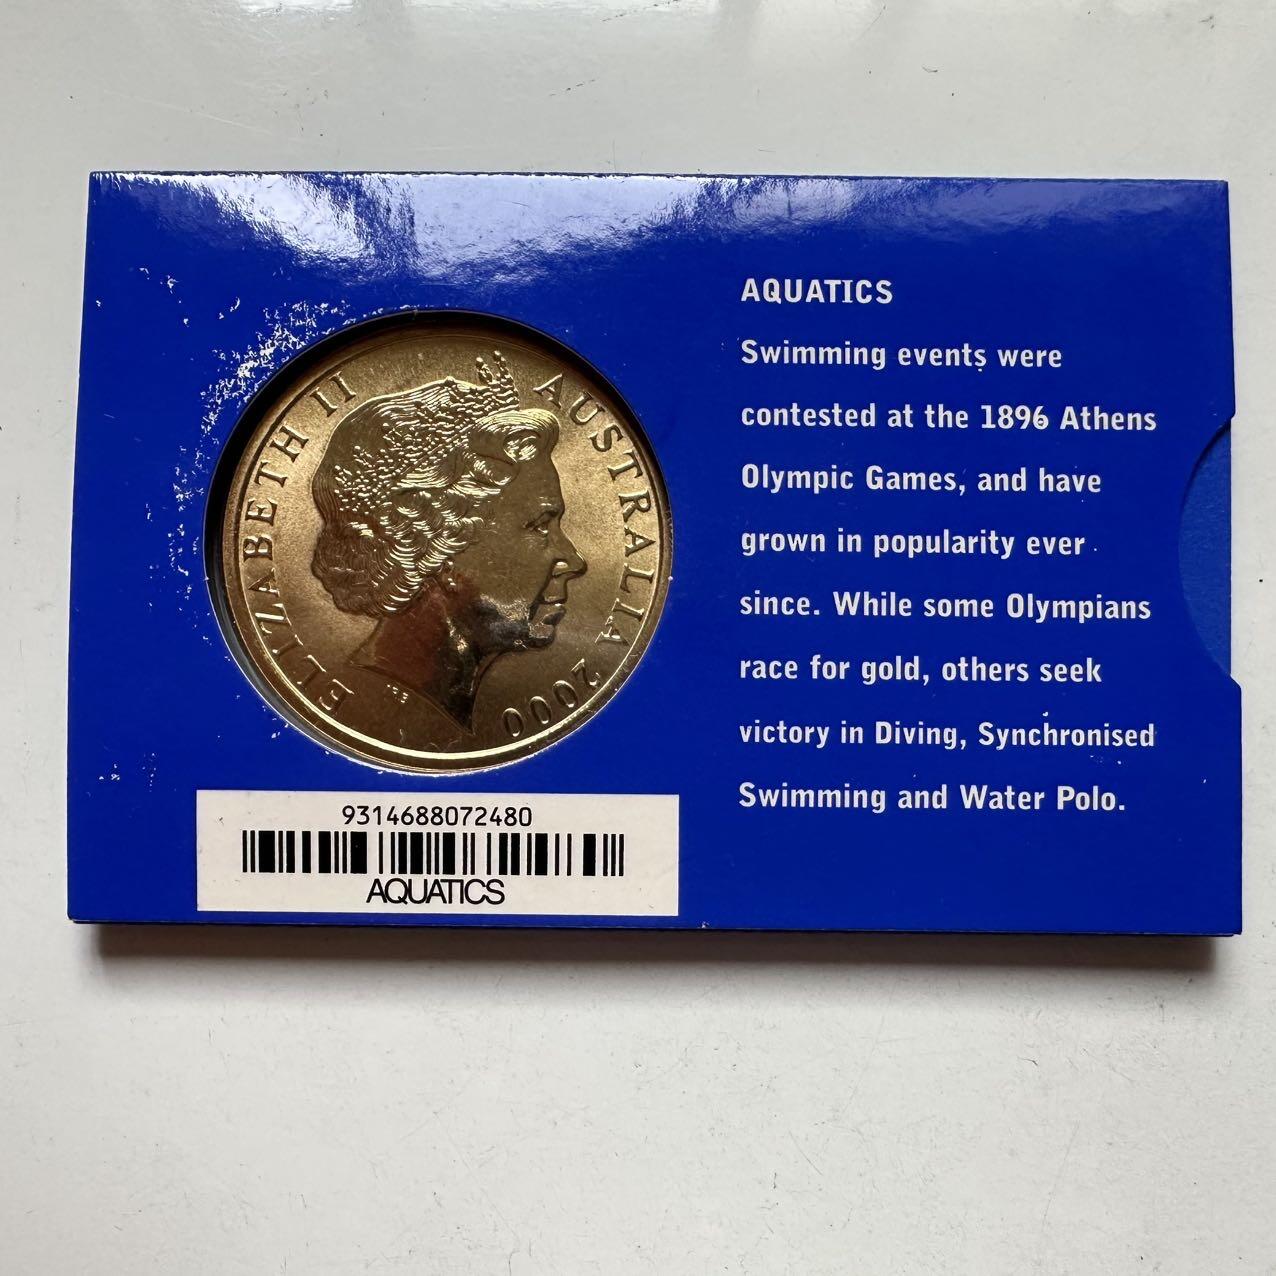 ELIZABETH II AUSTRALIA 2000
IRB
AQUATICS
Swimming events were
contested at the 1896 Athens
Olympic Games, and have
grown in popularity ever
since. While some Olympians
race for gold, others seek
victory in Diving, Synchronised
Swimming and Water Polo.
9314688072480
AQUATICS